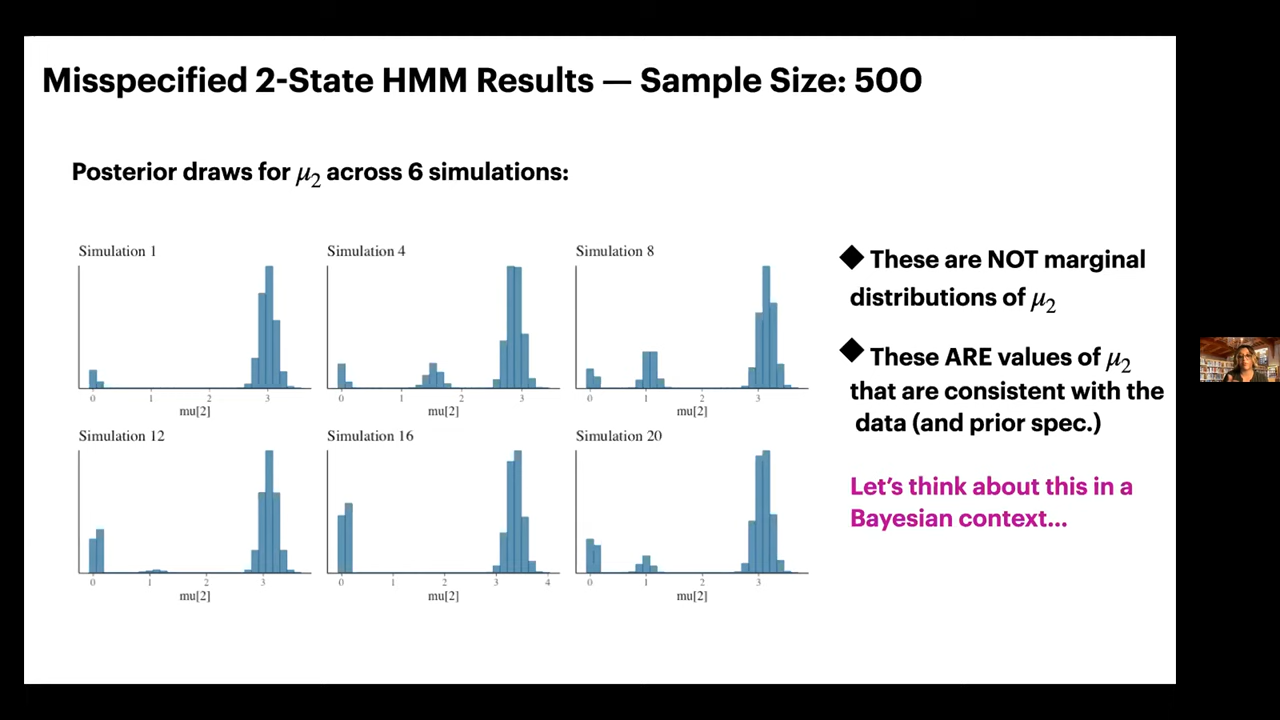 Misspecified 2-State HMM Results — Sample Size: 500
Posterior draws for μ2 across 6 simulations:
Simulation 1
0 1 2 3
mu[2]
Simulation 4
0 1 2 3
mu[2]
Simulation 8
0 1 2 3
mu[2]
Simulation 12
0 1 2 3
mu[2]
Simulation 16
0 1 2 3 4
mu[2]
Simulation 20
0 1 2 3
mu[2]
◆ These are NOT marginal
distributions of μ2
◆ These ARE values of μ2
that are consistent with the
data (and prior spec.)
Let’s think about this in a
Bayesian context...